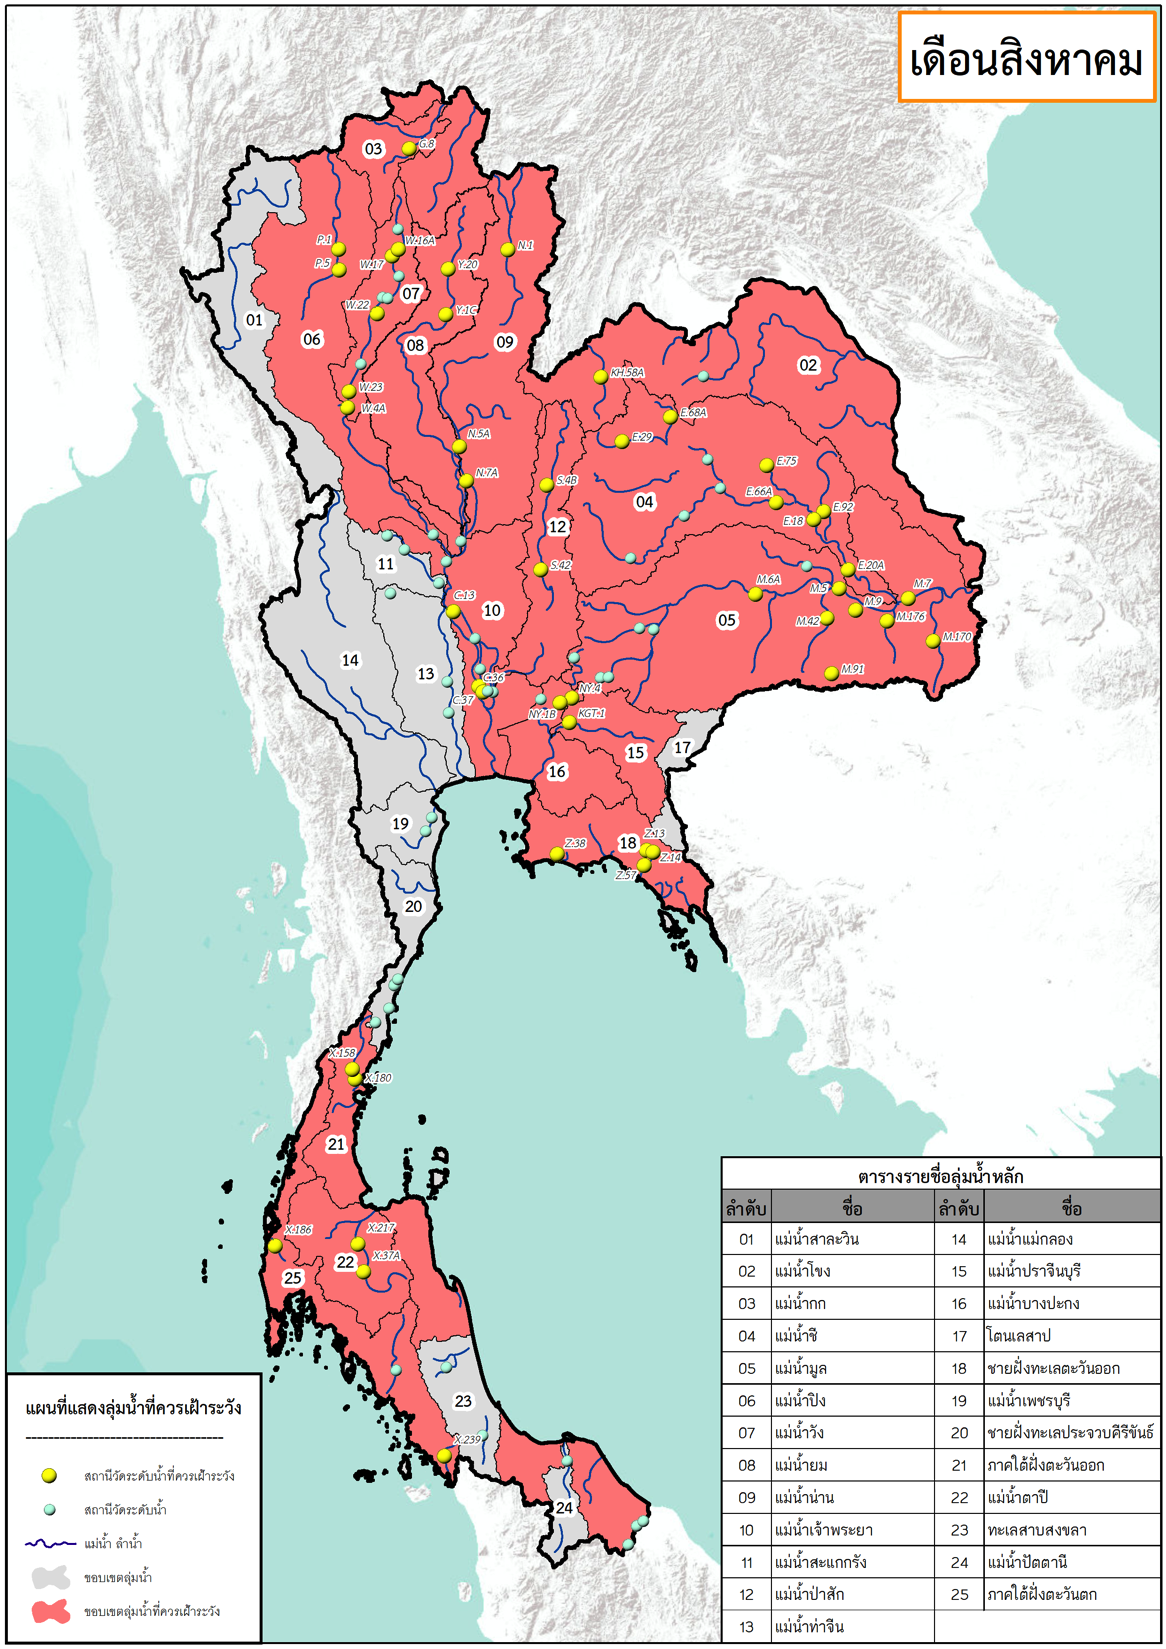 เดือนสิงหาคม
03
G.8
P.1
W.16A
N.1
P.5
W.17
Y.20
07
W.22
Y.1C
01
06
08
09
02
KH.58A
W.23
W.4A
E.68A
N.5A
E.29
E.75
N.7A
S.4B
04
E.66A
E.92
12
E.18
11
S.42
E.20A
M.6A
M.5
M.7
C.13
10
M.9
05
M.42
M.176
M.170
14
13
M.91
C.36
C.37
NY.4
NY.1B
KGT.1
17
15
16
19
Z.38
18
Z.13
Z.14
Z.57
20
X.158
X.180
21
X.186
X.217
X.37A
22
25
23
X.239
24
แผนที่แสดงลุ่มน้ำที่ควรเฝ้าระวัง
สถานีวัดระดับน้ำที่ควรเฝ้าระวัง
สถานีวัดระดับน้ำ
แม่น้ำ ลำน้ำ
ขอบเขตลุ่มน้ำ
ขอบเขตลุ่มน้ำที่ควรเฝ้าระวัง
ตารางรายชื่อลุ่มน้ำหลัก
ลำดับ ชื่อ ลำดับ ชื่อ
01 แม่น้ำสาละวิน 14 แม่น้ำแม่กลอง
02 แม่น้ำโขง 15 แม่น้ำปราจีนบุรี
03 แม่น้ำกก 16 แม่น้ำบางปะกง
04 แม่น้ำชี 17 โตนเลสาป
05 แม่น้ำมูล 18 ชายฝั่งทะเลตะวันออก
06 แม่น้ำปิง 19 แม่น้ำเพชรบุรี
07 แม่น้ำวัง 20 ชายฝั่งทะเลประจวบคีรีขันธ์
08 แม่น้ำยม 21 ภาคใต้ฝั่งตะวันออก
09 แม่น้ำน่าน 22 แม่น้ำตาปี
10 แม่น้ำเจ้าพระยา 23 ทะเลสาบสงขลา
11 แม่น้ำสะแกกรัง 24 แม่น้ำปัตตานี
12 แม่น้ำป่าสัก 25 ภาคใต้ฝั่งตะวันตก
13 แม่น้ำท่าจีน